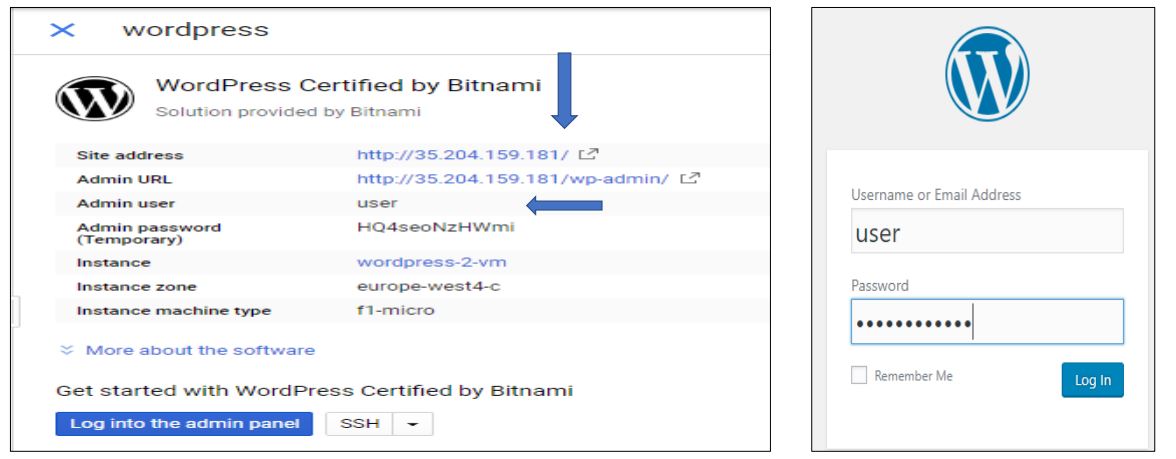 wordpress
WordPress Certified by Bitnami
Solution provided by Bitnami
Site address http://35.204.159.181/
Admin URL http://35.204.159.181/wp-admin/
Admin user user
Admin password HQ4seoNzHWmi
(Temporary)
Instance wordpress-2-vm
Instance zone europe-west4-c
Instance machine type f1-micro
More about the software
Get started with WordPress Certified by Bitnami
Log into the admin panel SSH
Username or Email Address
user
Password
••••••••••••
Remember Me Log In